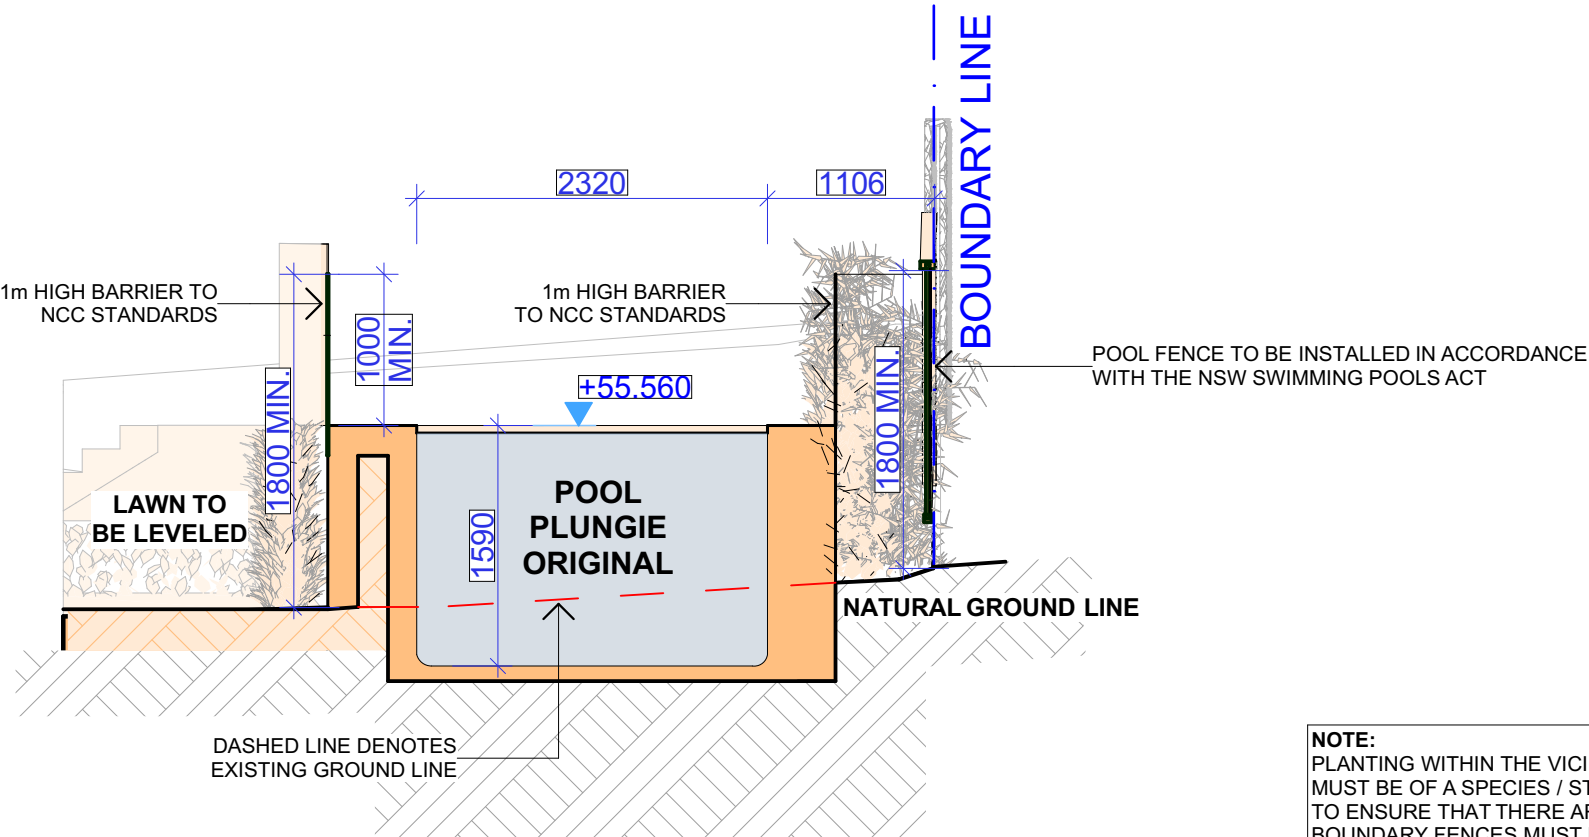 BOUNDARY LINE
2320
1106
1m HIGH BARRIER TO
NCC STANDARDS
1000
MIN.
1m HIGH BARRIER
TO NCC STANDARDS
POOL FENCE TO BE INSTALLED IN ACCORDANCE
WITH THE NSW SWIMMING POOLS ACT
+55.560
1800 MIN.
1800 MIN.
LAWN TO
BE LEVELED
1590
POOL
PLUNGIE
ORIGINAL
NATURAL GROUND LINE
DASHED LINE DENOTES
EXISTING GROUND LINE
NOTE:
PLANTING WITHIN THE
MUST BE OF A SPECIES /
TO ENSURE THAT THERE
BOUNDARY FENCES MUST